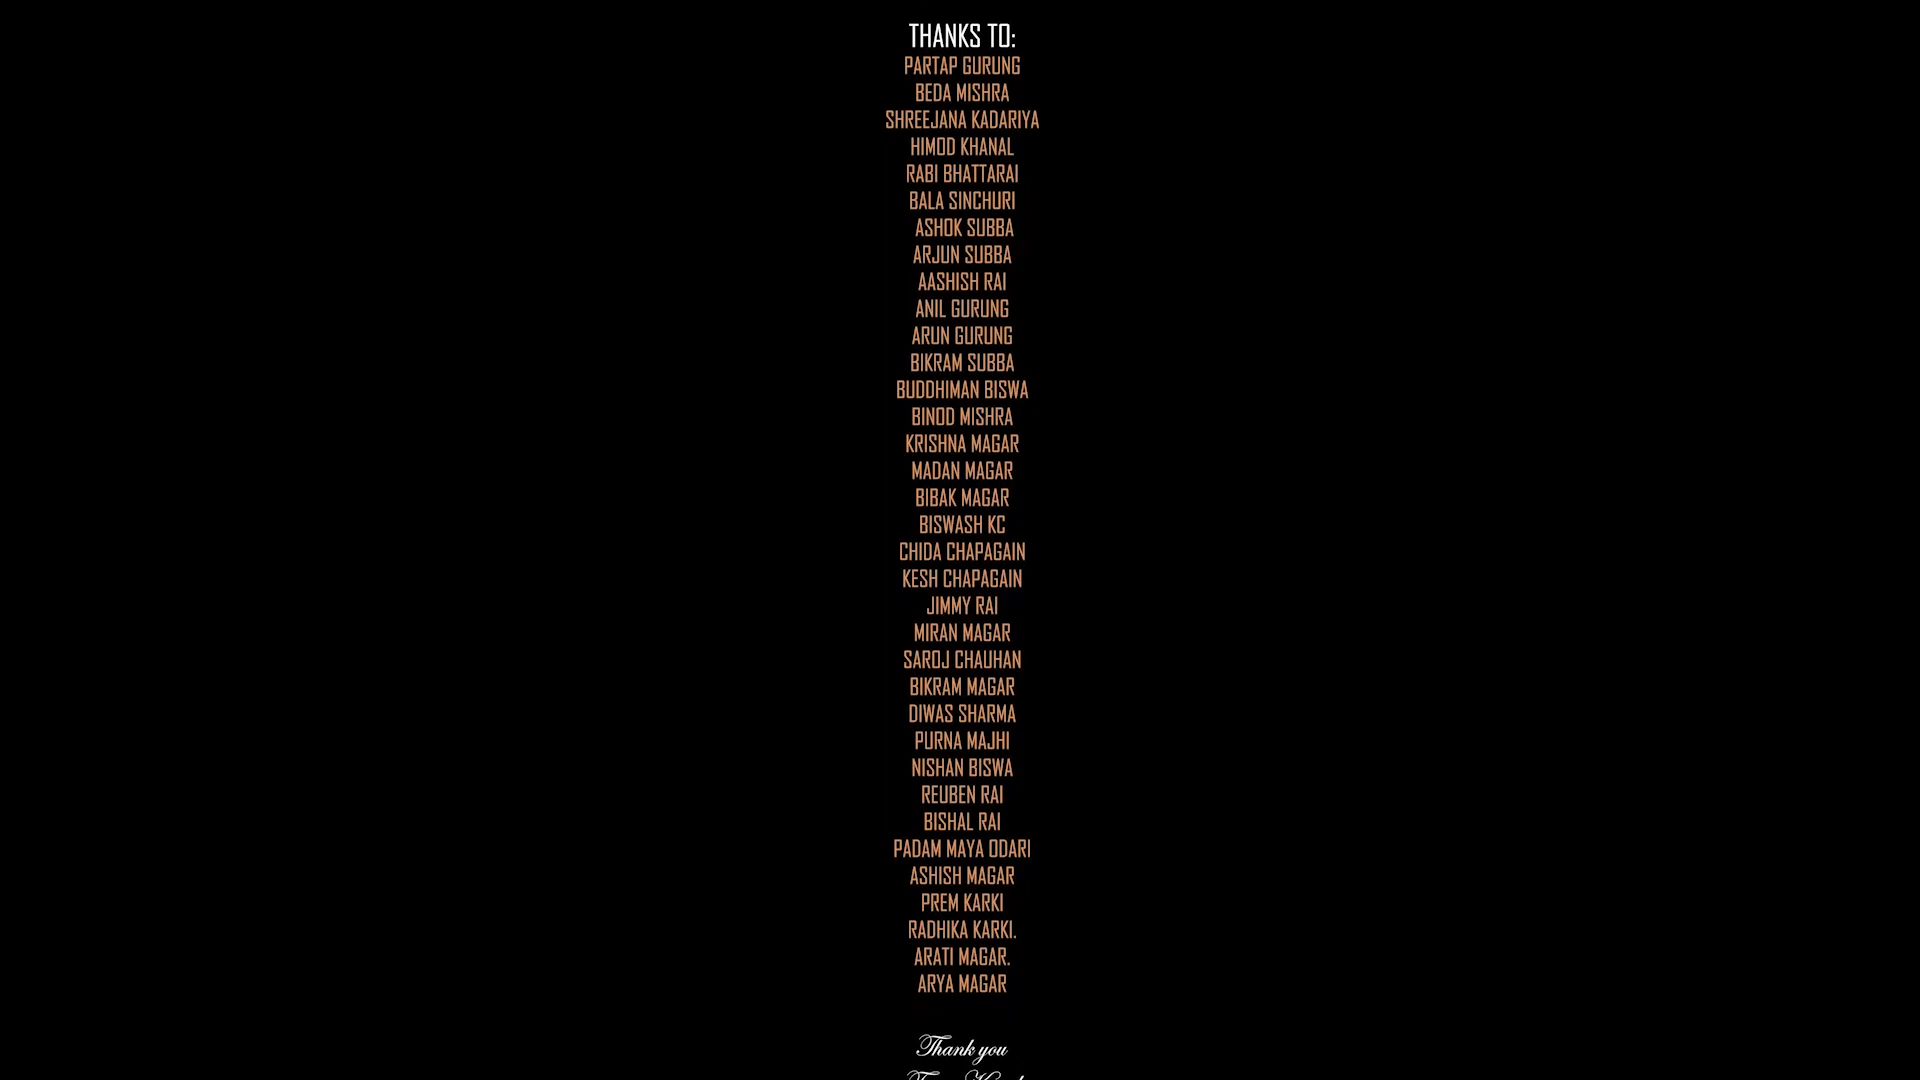 THANKS TO:
PARTAP GURUNG
BEDA MISHRA
SHREEJANA KADARIYA
HIMOD KHANAL
RABI BHATTARAI
BALA SINCHURI
ASHOK SUBBA
ARJUN SUBBA
AASHISH RAI
ANIL GURUNG
ARUN GURUNG
BIKRAM SUBBA
BUDDHIMAN BISWA
BINOD MISHRA
KRISHNA MAGAR
MADAN MAGAR
BIBAK MAGAR
BISWASH KC
CHIDA CHAPAGAIN
KESH CHAPAGAIN
JIMMY RAI
MIRAN MAGAR
SAROJ CHAUHAN
BIKRAM MAGAR
DIWAS SHARMA
PURNA MAJHI
NISHAN BISWA
REUBEN RAI
BISHAL RAI
PADAM MAYA ODARI
ASHISH MAGAR
PREM KARKI
RADHIKA KARKI.
ARATI MAGAR.
ARYA MAGAR
Thank you